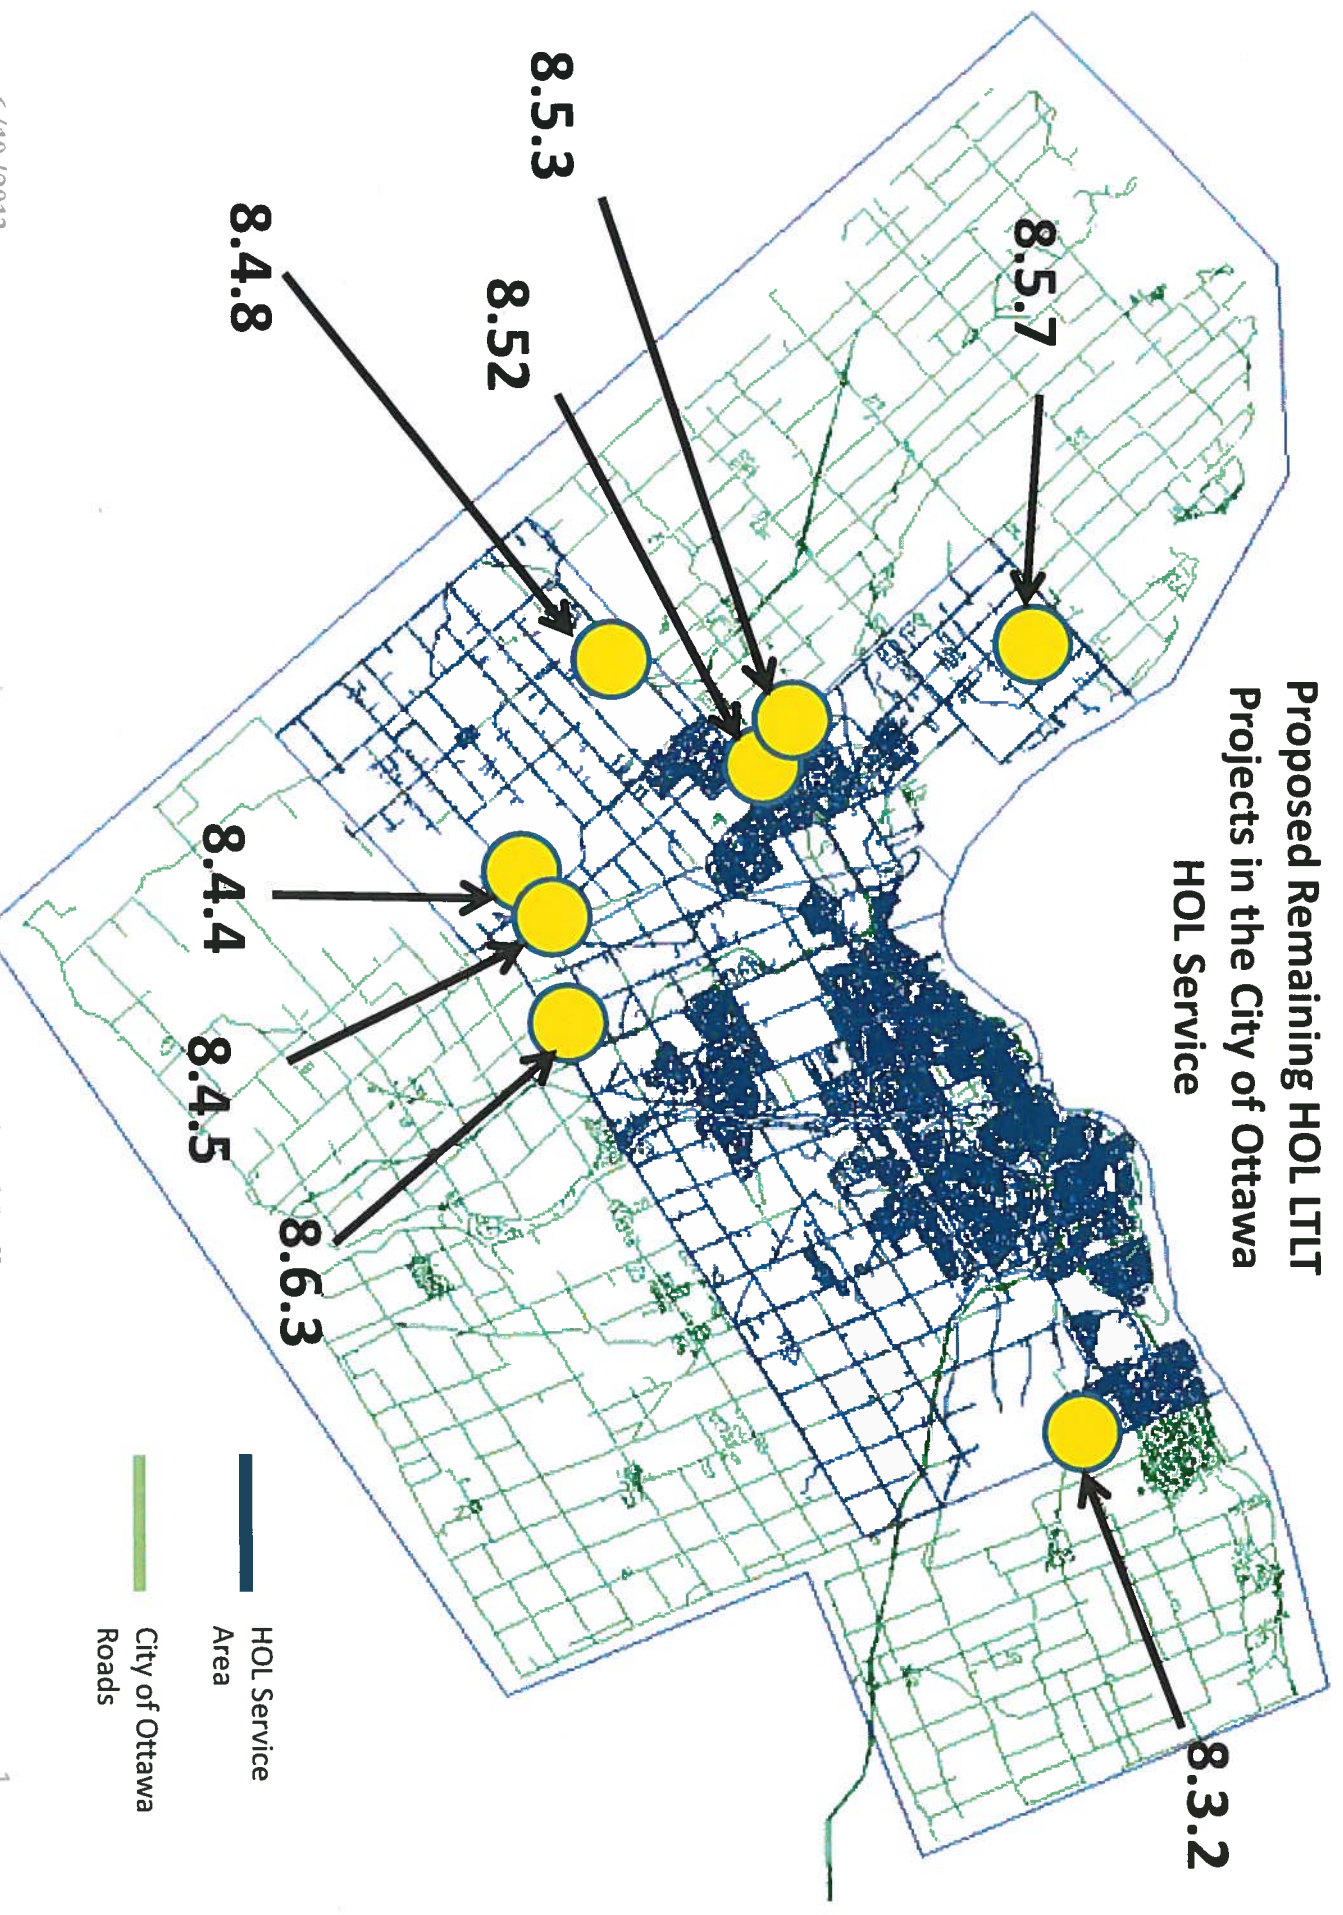 Proposed Remaining HOL LTLT
Projects in the City of Ottawa
HOL Service
8.5.7
8.5.3
8.52
8.4.8
8.3.2
8.4.4
8.4.5
8.6.3
HOL Service
Area
City of Ottawa
Roads
1